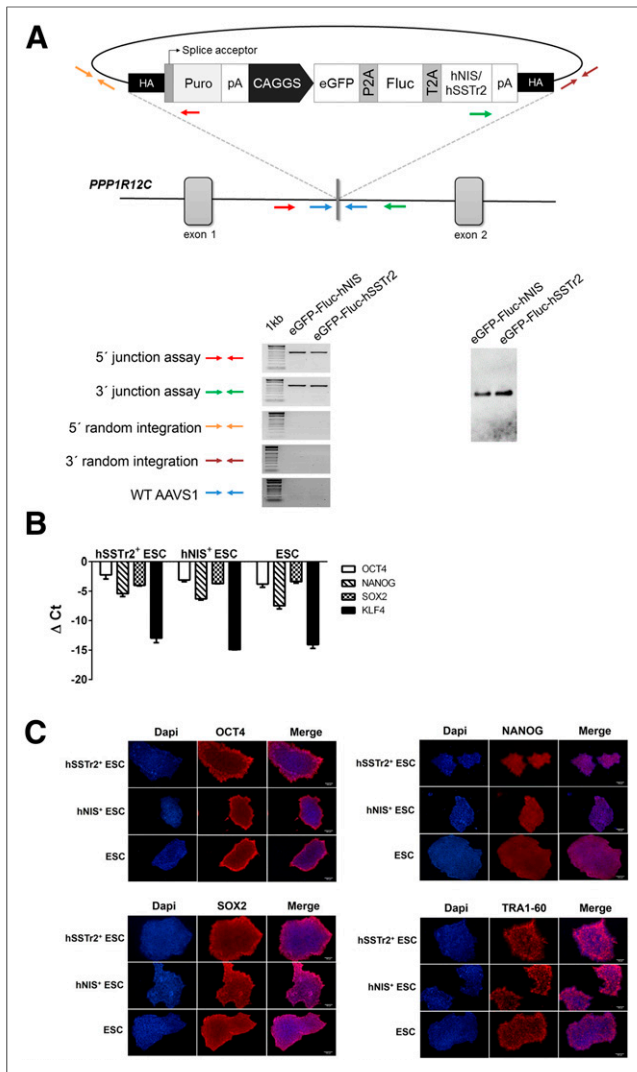 A
Splice acceptor
HA Puro pA CAGGS eGFP P2A Fluc T2A hNIS/ hSSTr2 pA HA
PPP1R12C
exon 1 exon 2
1kb eGFP-Fluc-hNIS eGFP-Fluc-hSSTr2 eGFP-Fluc-hNIS eGFP-Fluc-hSSTr2
5´ junction assay
3´ junction assay
5´ random integration
3´ random integration
WT AAVS1
B
hSSTr2+ ESC hNIS+ ESC ESC
0
-5
-10
-15
-20
Δ Ct
OCT4
NANOG
SOX2
KLF4
C
Dapi OCT4 Merge
hSSTr2+ ESC
hNIS+ ESC
ESC
Dapi NANOG Merge
hSSTr2+ ESC
hNIS+ ESC
ESC
Dapi SOX2 Merge
hSSTr2+ ESC
hNIS+ ESC
ESC
Dapi TRA1-60 Merge
hSSTr2+ ESC
hNIS+ ESC
ESC